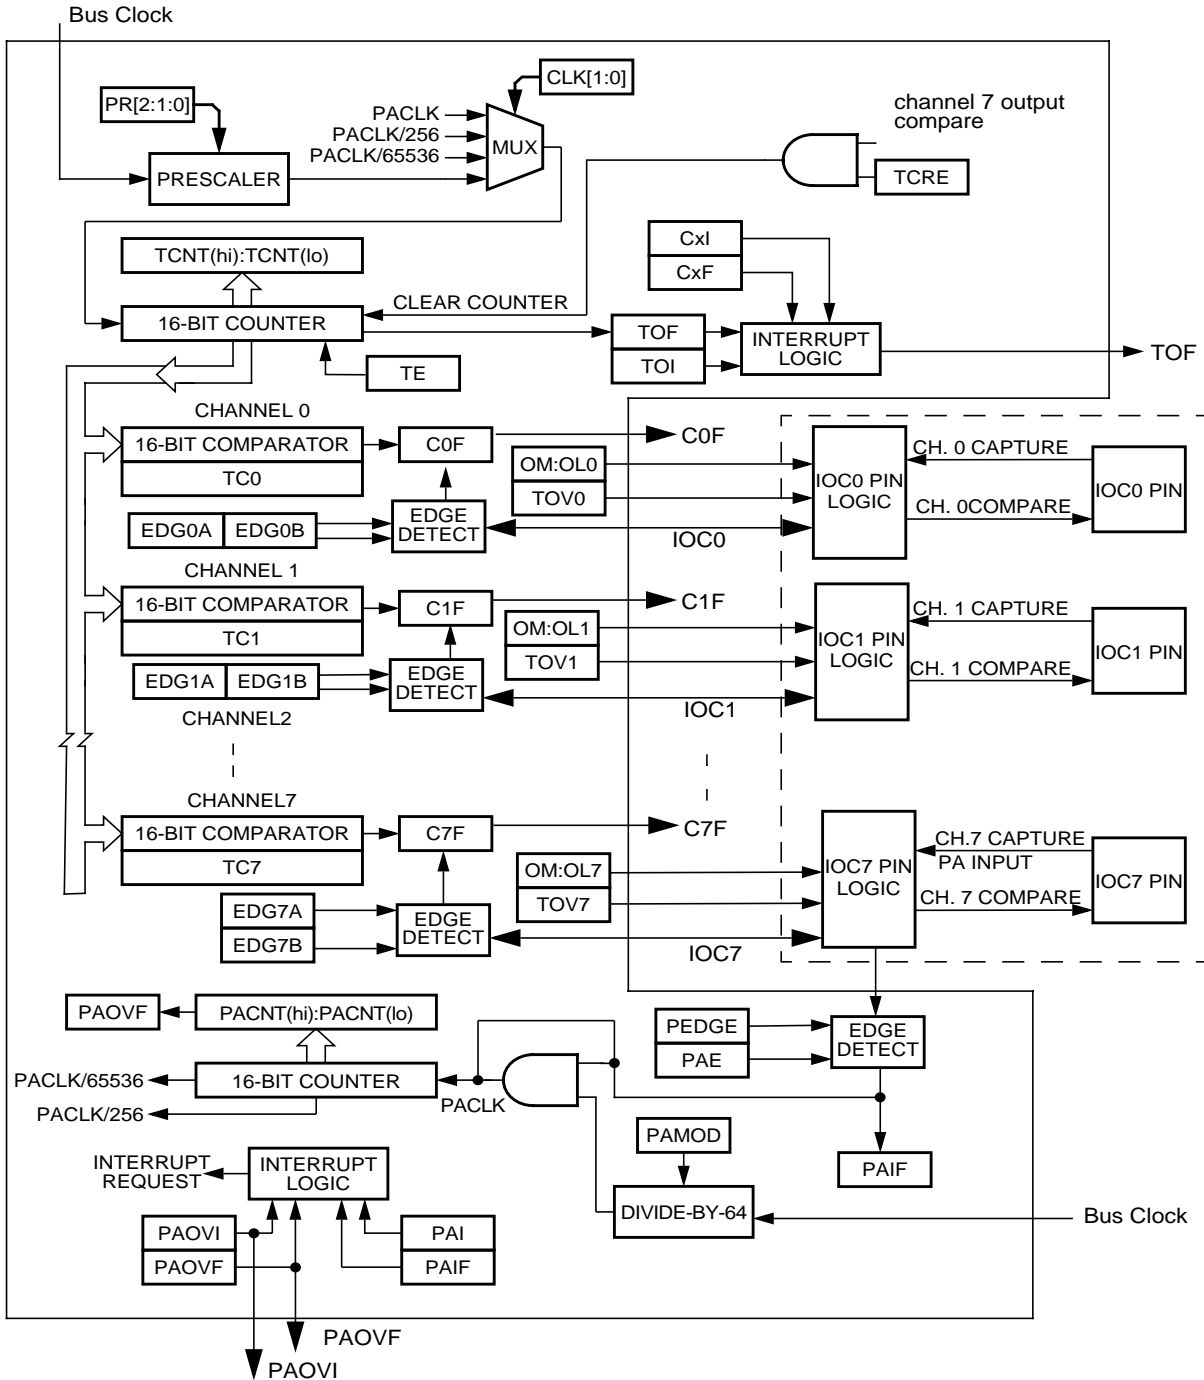 Bus Clock
CLK[1:0]
PR[2:1:0]
PACLK
PACLK/256
PACLK/65536
MUX
channel 7 output
compare
PRESCALER
TCRE
TCNT(hi):TCNT(lo)
CxI
CxF
CLEAR COUNTER
16-BIT COUNTER
TOF
TOI
INTERRUPT
LOGIC
TOF
TE
CHANNEL 0
16-BIT COMPARATOR
TC0
C0F
C0F
OM:OL0
TOV0
IOC0 PIN
LOGIC
CH. 0 CAPTURE
CH. 0COMPARE
IOC0 PIN
EDG0A
EDG0B
EDGE
DETECT
IOC0
CHANNEL 1
16-BIT COMPARATOR
TC1
C1F
C1F
OM:OL1
TOV1
IOC1 PIN
LOGIC
CH. 1 CAPTURE
CH. 1 COMPARE
IOC1 PIN
EDG1A
EDG1B
EDGE
DETECT
IOC1
CHANNEL2
CHANNEL7
16-BIT COMPARATOR
TC7
C7F
C7F
OM:OL7
TOV7
IOC7 PIN
LOGIC
CH.7 CAPTURE
PA INPUT
CH. 7 COMPARE
IOC7 PIN
EDG7A
EDG7B
EDGE
DETECT
IOC7
PAOVF
PACNT(hi):PACNT(lo)
PEDGE
PAE
EDGE
DETECT
PACLK/65536
16-BIT COUNTER
PACLK
PACLK/256
PAMOD
PAIF
INTERRUPT
REQUEST
INTERRUPT
LOGIC
DIVIDE-BY-64
Bus Clock
PAOVI
PAOVF
PAI
PAIF
PAOVF
PAOVI